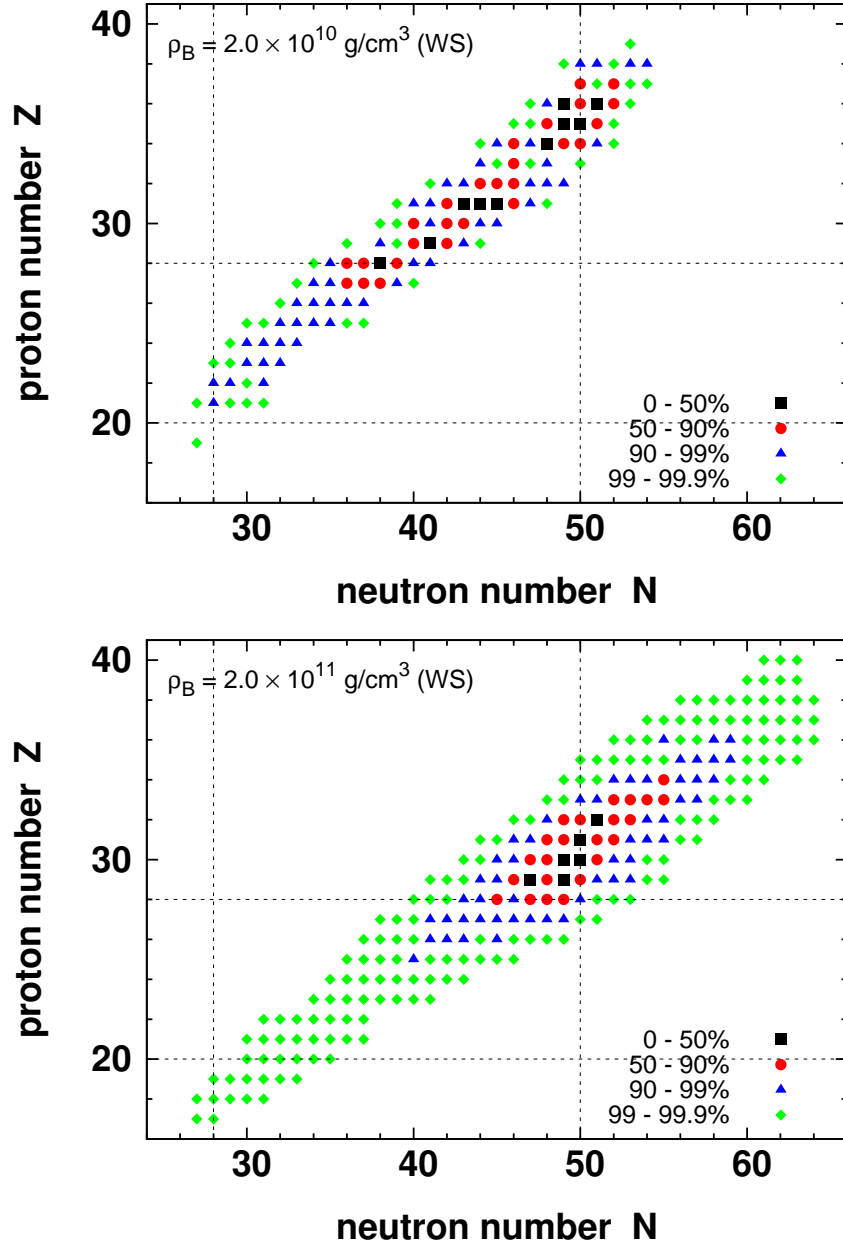 ρB = 2.0 × 10^10 g/cm^3 (WS)
40
30
20
proton number Z
0 - 50%
50 - 90%
90 - 99%
99 - 99.9%
30 40 50 60
neutron number N
ρB = 2.0 × 10^11 g/cm^3 (WS)
40
30
20
proton number Z
0 - 50%
50 - 90%
90 - 99%
99 - 99.9%
30 40 50 60
neutron number N